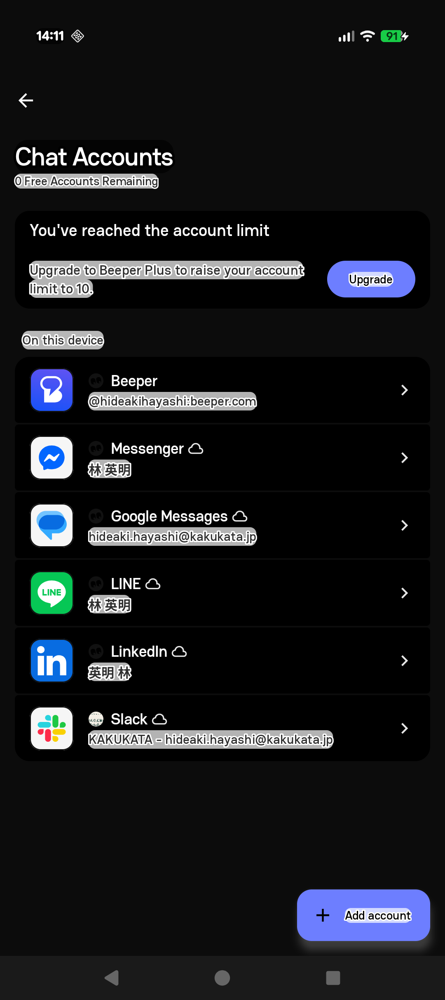 14:11
91
Chat Accounts
0 Free Accounts Remaining
You've reached the account limit
Upgrade to Beeper Plus to raise your account
limit to 10.
Upgrade
On this device
Beeper
@hideakihayashi:beeper.com
Messenger
林 英明
Google Messages
hideaki.hayashi@kakukata.jp
LINE
LINE
林 英明
in
LinkedIn
英明 林
Slack
KAKUKATA – hideaki.hayashi@kakukata.jp
Add account